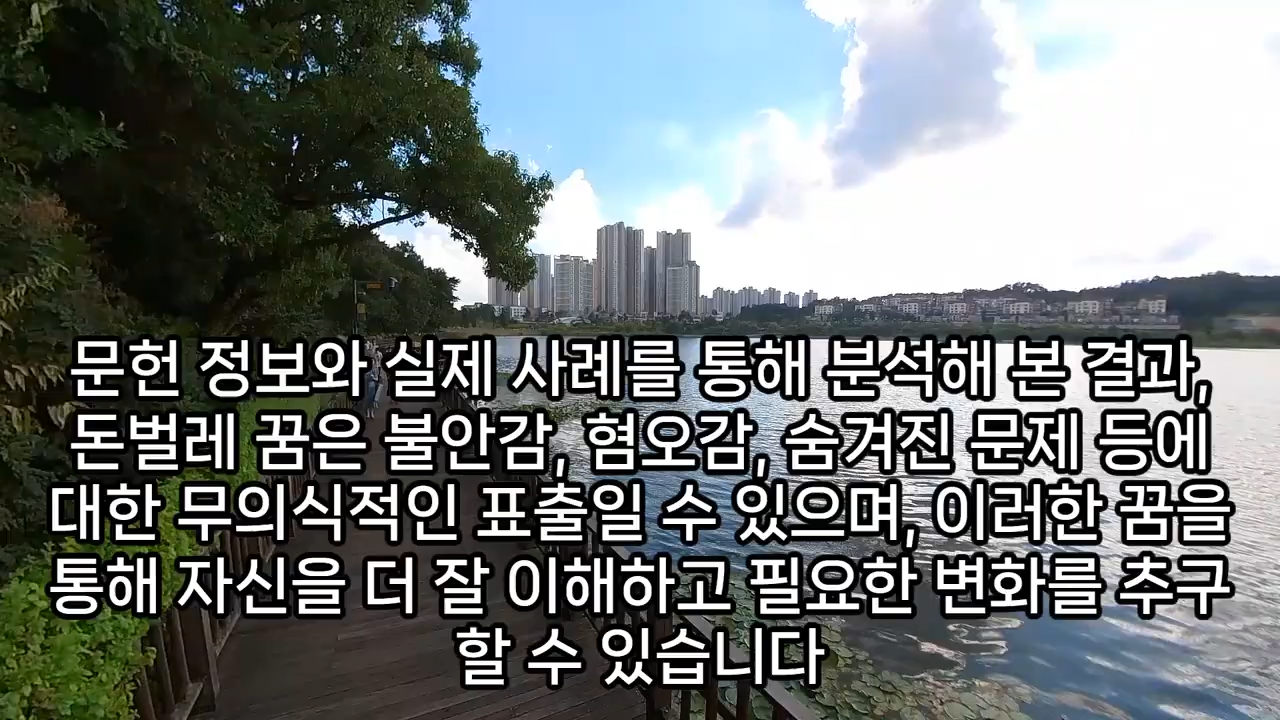 문헌 정보와 실제 사례를 통해 분석해 본 결과,
돈벌레 꿈은 불안감, 혐오감, 숨겨진 문제 등에
대한 무의식적인 표출일 수 있으며, 이러한 꿈을
통해 자신을 더 잘 이해하고 필요한 변화를 추구
할 수 있습니다